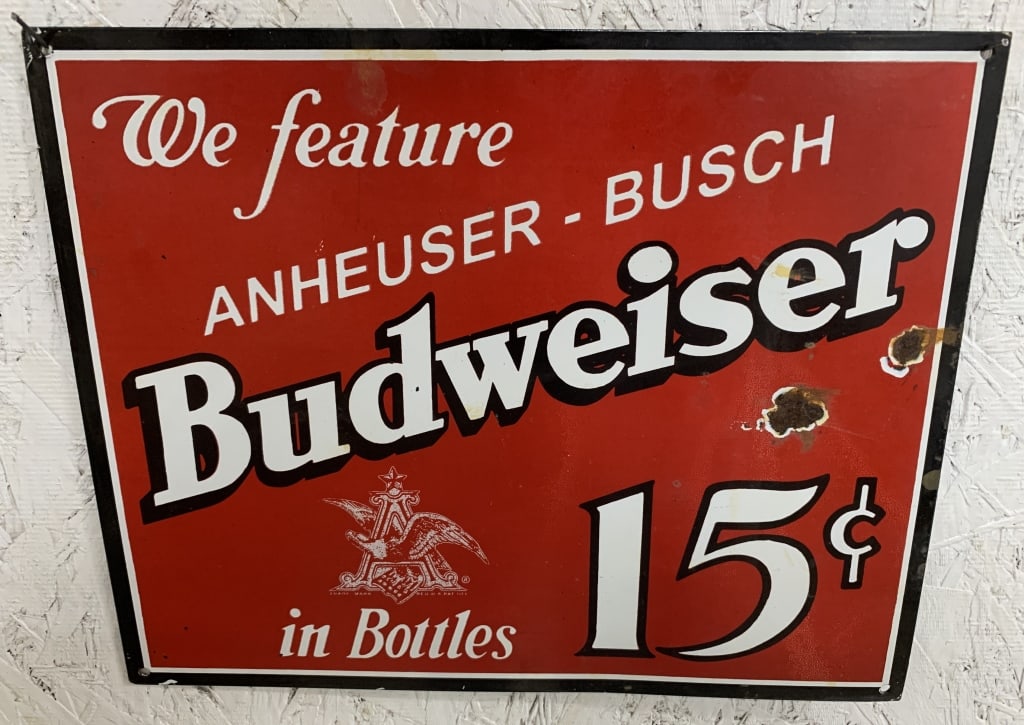 We feature
ANHEUSER - BUSCH
Budweiser
15¢
in Bottles